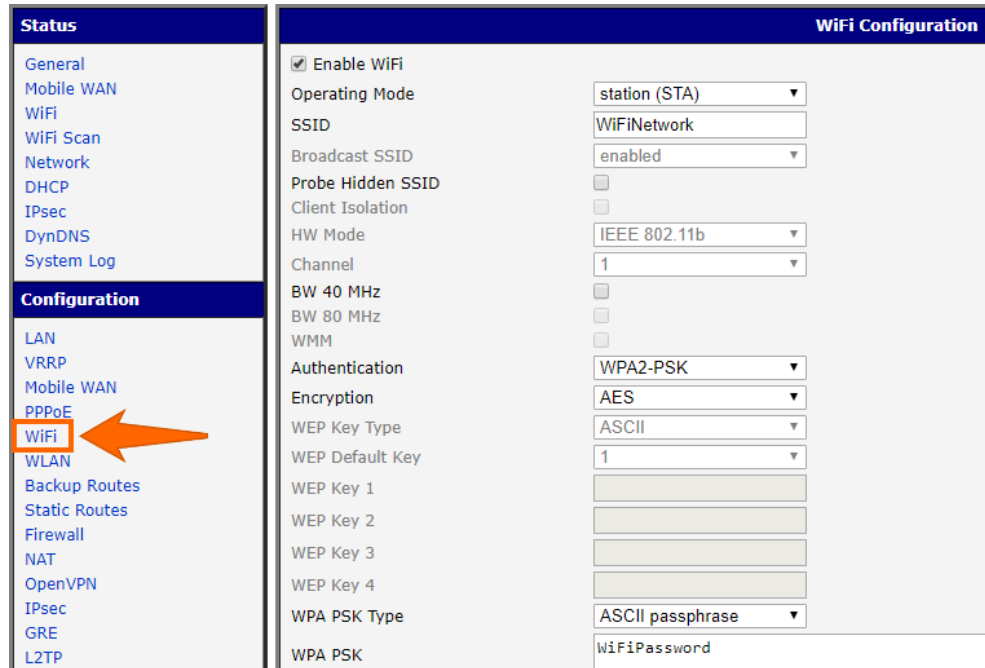 Status
General
Mobile WAN
WiFi
WiFi Scan
Network
DHCP
IPsec
DynDNS
System Log
Configuration
LAN
VRRP
Mobile WAN
PPPoE
WiFi
WLAN
Backup Routes
Static Routes
Firewall
NAT
OpenVPN
IPsec
GRE
L2TP
WiFi Configuration
Enable WiFi
Operating Mode station (STA)
SSID WiFiNetwork
Broadcast SSID enabled
Probe Hidden SSID
Client Isolation
HW Mode IEEE 802.11b
Channel 1
BW 40 MHz
BW 80 MHz
WMM
Authentication WPA2-PSK
Encryption AES
WEP Key Type ASCII
WEP Default Key 1
WEP Key 1
WEP Key 2
WEP Key 3
WEP Key 4
WPA PSK Type ASCII passphrase
WPA PSK WiFiPassword